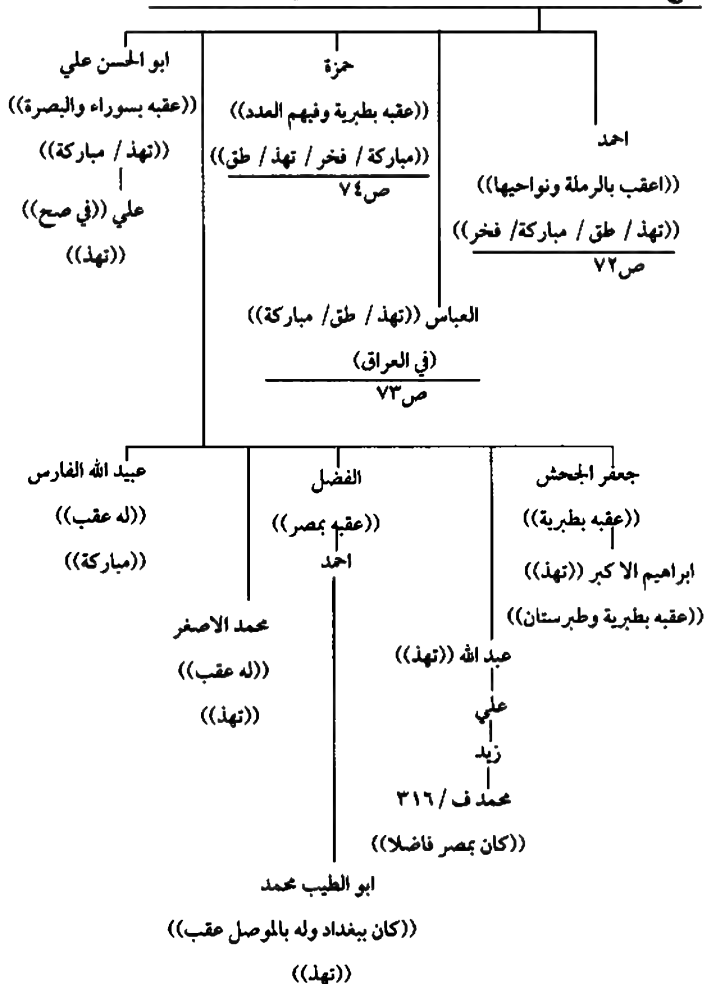 ابو الحسن علي
((عقبه بسوراء والبصرة))
((تهذ / مباركة))
علي ((في صح))
((تهذ))
حمزة
((عقبه بطبرية وفيهم العدد))
((مباركة / فخر / تهذ / طق))
ص٧٤
احمد
((اعقب بالرملة ونواحيها))
((تهذ / طق / مباركة/ فخر))
ص٧٢
العباس ((تهذ / طق/ مباركة))
(في العراق)
ص٧٣
جعفر الجحش
((عقبه بطبرية))
ابراهيم الاكبر ((تهذ))
((عقبه بطبرية وطبرستان))
عبد الله ((تهذ))
علي
زيد
محمد ف / ٣١٦
((كان بمصر فاضلا))
الفضل
((عقبه بمصر))
احمد
ابو الطيب محمد
((كان ببغداد وله بالموصل عقب))
((تهذ))
محمد الاصغر
((له عقب))
((تهذ))
عبيد الله الفارس
((له عقب))
((مباركة))